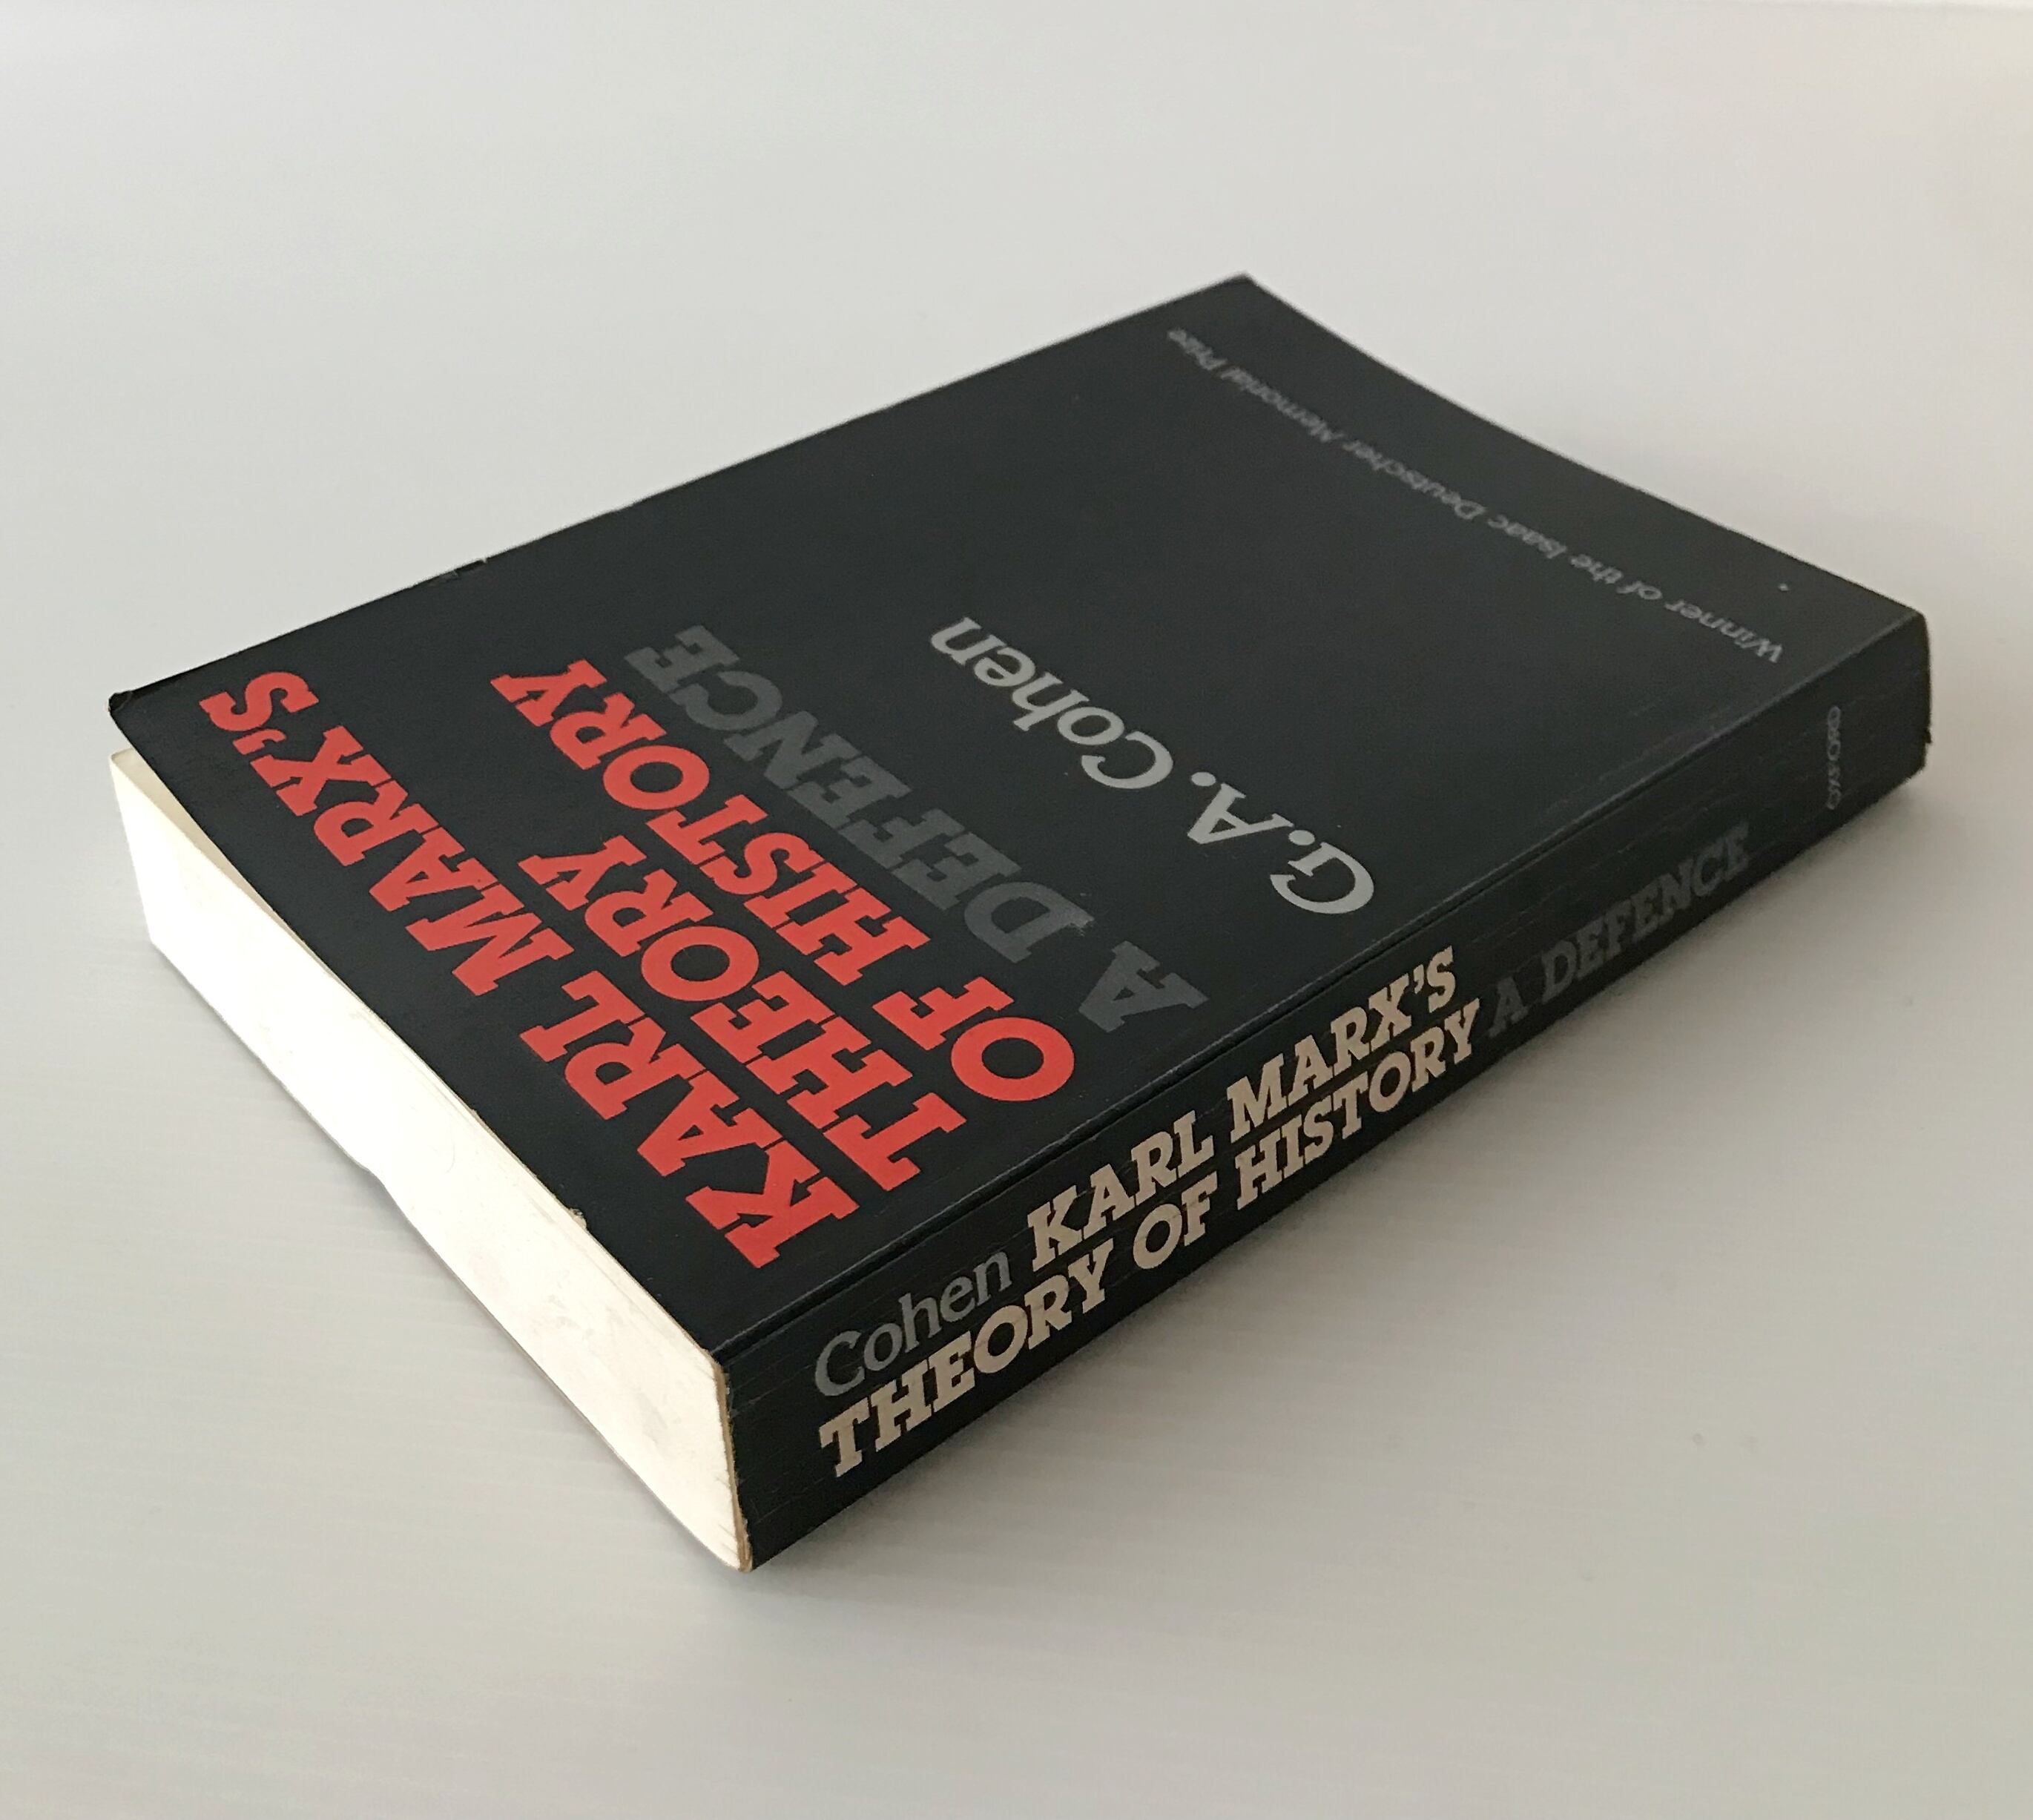 KARL MARX'S
THEORY
OF HISTORY
A DEFENCE
G.A. Cohen
Winner of the Isaac Deutscher Memorial Prize
Cohen KARL MARX'S
THEORY OF HISTORY A DEFENCE
OXFORD